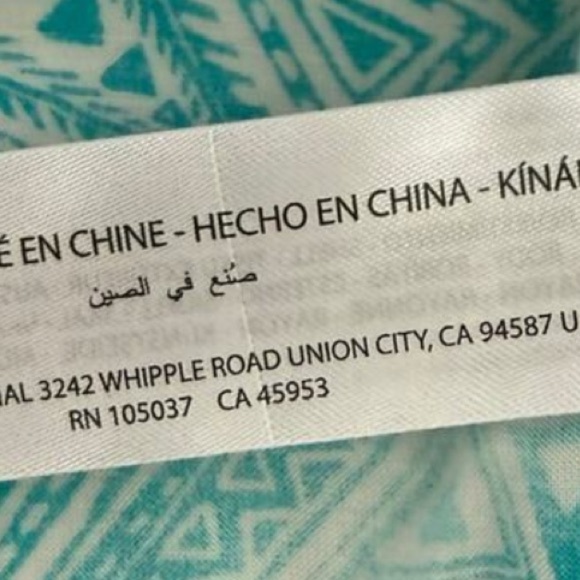 É EN CHINE - HECHO EN CHINA - KÍNÁ
صُنع في الصين
AL 3242 WHIPPLE ROAD UNION CITY, CA 94587 U
RN 105037 CA 45953